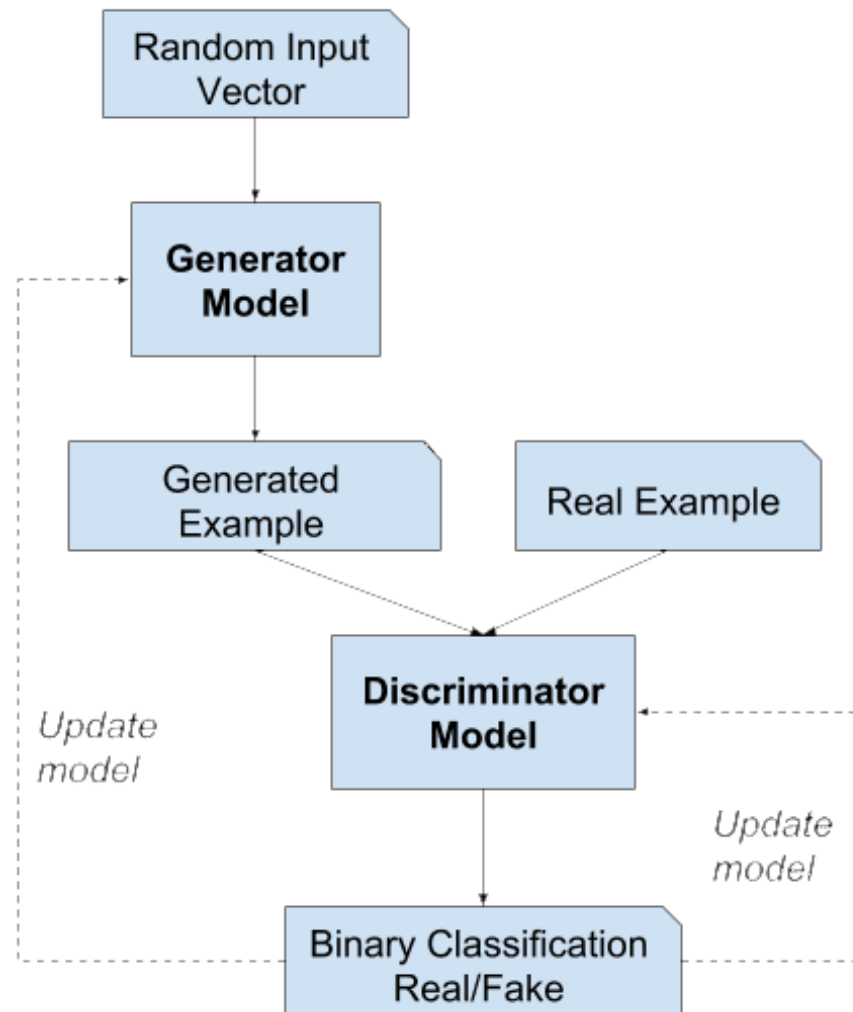 Random Input
Vector
Generator
Model
Generated
Example
Real Example
Discriminator
Model
Update
model
Update
model
Binary Classification
Real/Fake